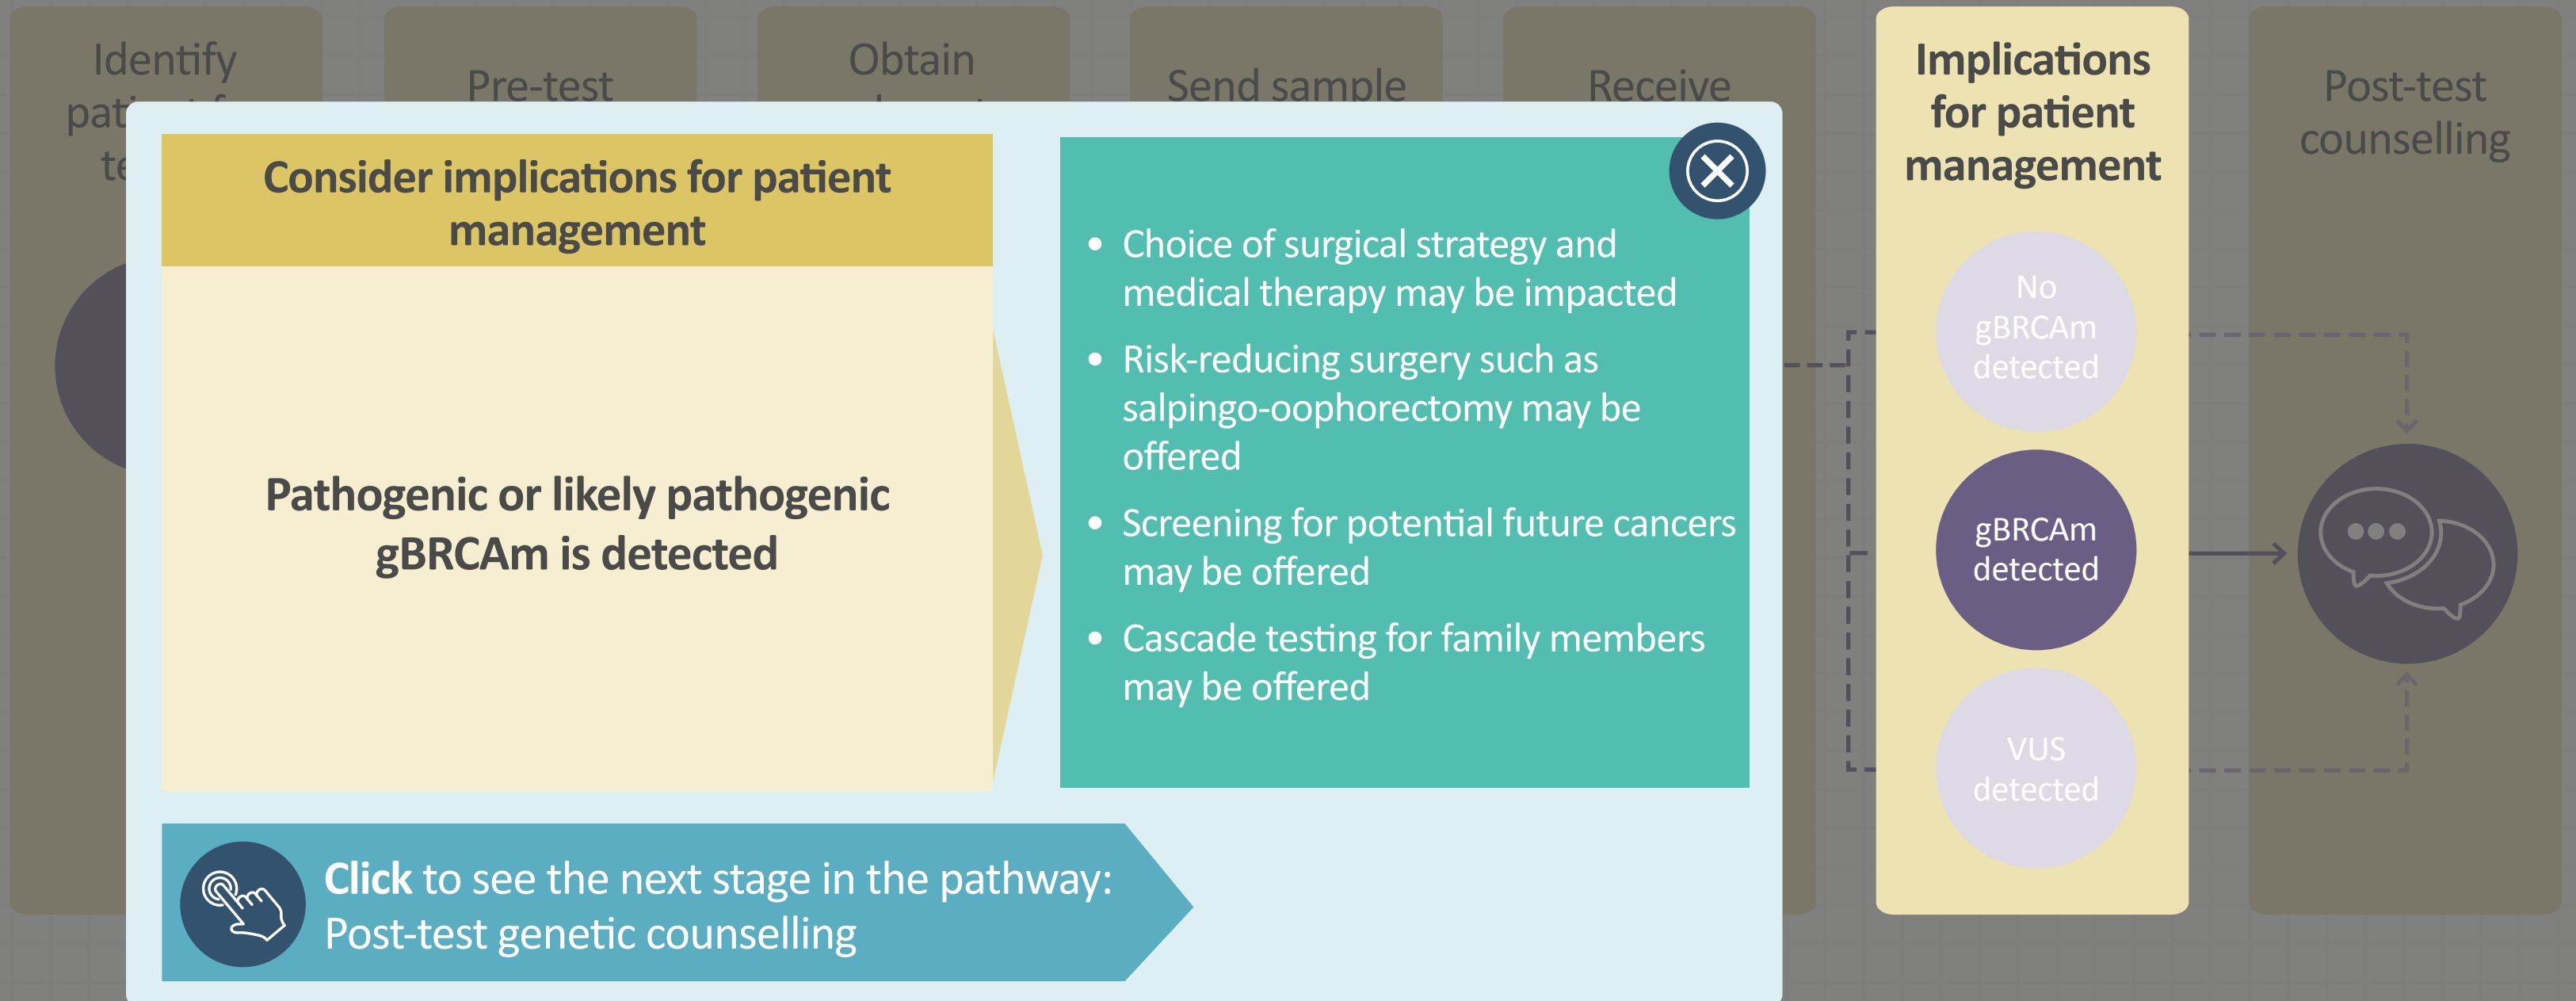 Identify
Pre-test
Obtain
Send sample
Receive
Implications
for patient
management
Post-test
counselling
Consider implications for patient
management
Pathogenic or likely pathogenic
gBRCAm is detected
• Choice of surgical strategy and
medical therapy may be impacted
• Risk-reducing surgery such as
salpingo-oophorectomy may be
offered
• Screening for potential future cancers
may be offered
• Cascade testing for family members
may be offered
No
gBRCAm
detected
gBRCAm
detected
VUS
detected
Click to see the next stage in the pathway:
Post-test genetic counselling